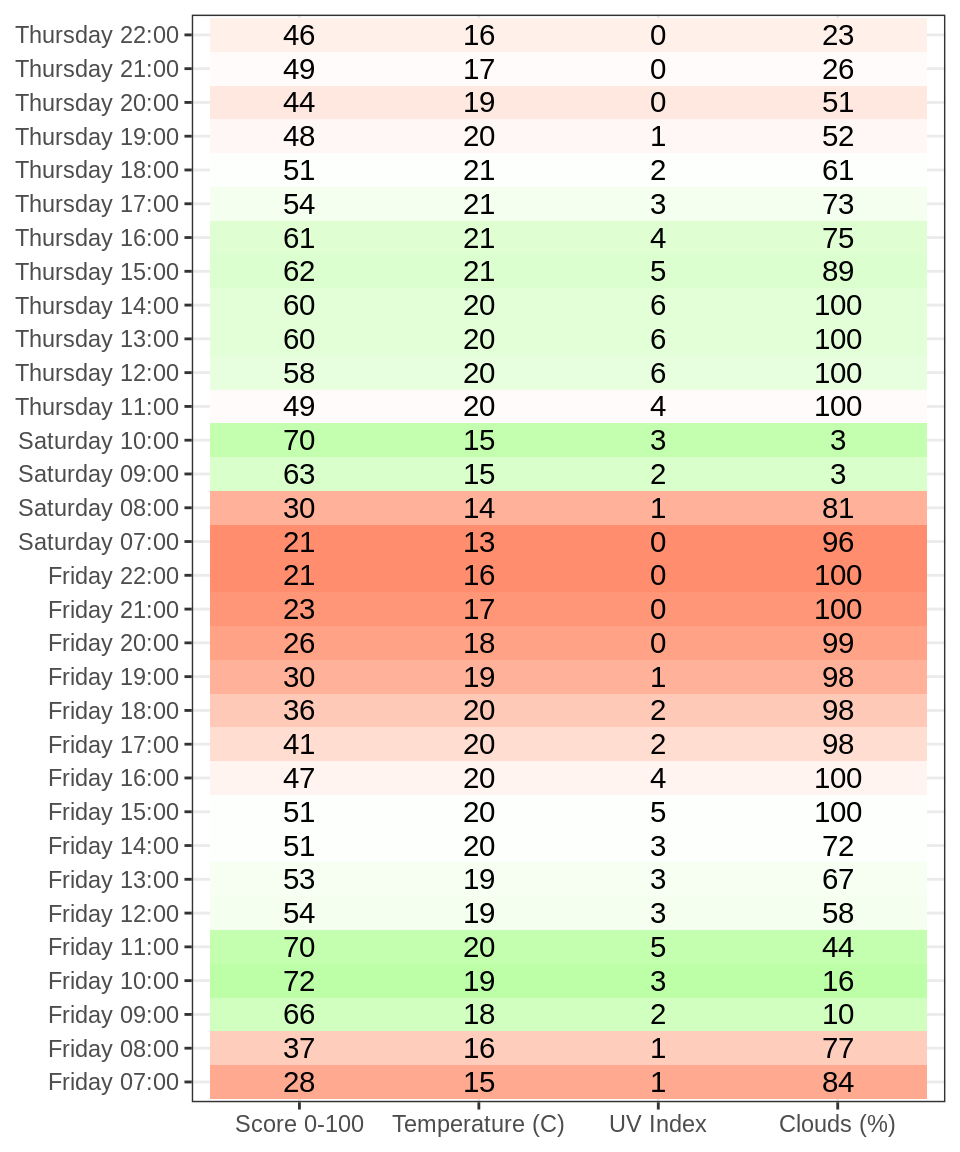 Thursday 22:00 46 16 0 23
Thursday 21:00 49 17 0 26
Thursday 20:00 44 19 0 51
Thursday 19:00 48 20 1 52
Thursday 18:00 51 21 2 61
Thursday 17:00 54 21 3 73
Thursday 16:00 61 21 4 75
Thursday 15:00 62 21 5 89
Thursday 14:00 60 20 6 100
Thursday 13:00 60 20 6 100
Thursday 12:00 58 20 6 100
Thursday 11:00 49 20 4 100
Saturday 10:00 70 15 3 3
Saturday 09:00 63 15 2 3
Saturday 08:00 30 14 1 81
Saturday 07:00 21 13 0 96
Friday 22:00 21 16 0 100
Friday 21:00 23 17 0 100
Friday 20:00 26 18 0 99
Friday 19:00 30 19 1 98
Friday 18:00 36 20 2 98
Friday 17:00 41 20 2 98
Friday 16:00 47 20 4 100
Friday 15:00 51 20 5 100
Friday 14:00 51 20 3 72
Friday 13:00 53 19 3 67
Friday 12:00 54 19 3 58
Friday 11:00 70 20 5 44
Friday 10:00 72 19 3 16
Friday 09:00 66 18 2 10
Friday 08:00 37 16 1 77
Friday 07:00 28 15 1 84
Score 0-100 Temperature (C) UV Index Clouds (%)